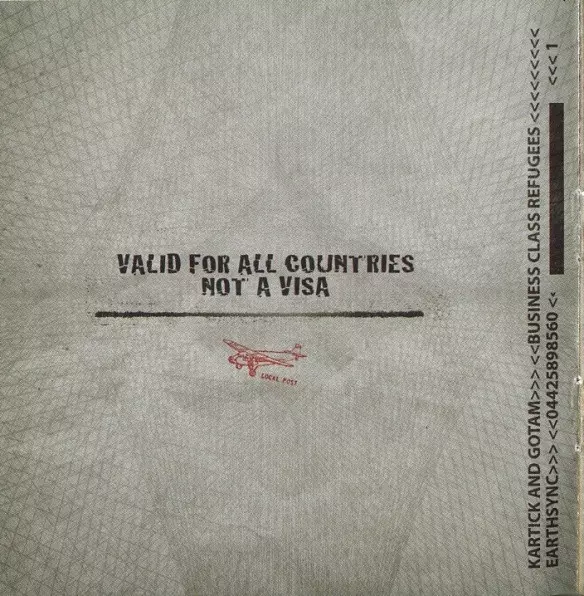 VALID FOR ALL COUNTRIES
NOT A VISA
LOCAL POST
KARTICK AND GOTAM>>> <<BUSINESS CLASS REFUGEES <<<<<<<<<<
EARTHSYNC>>> <<04425898560 <‹ <<< 1